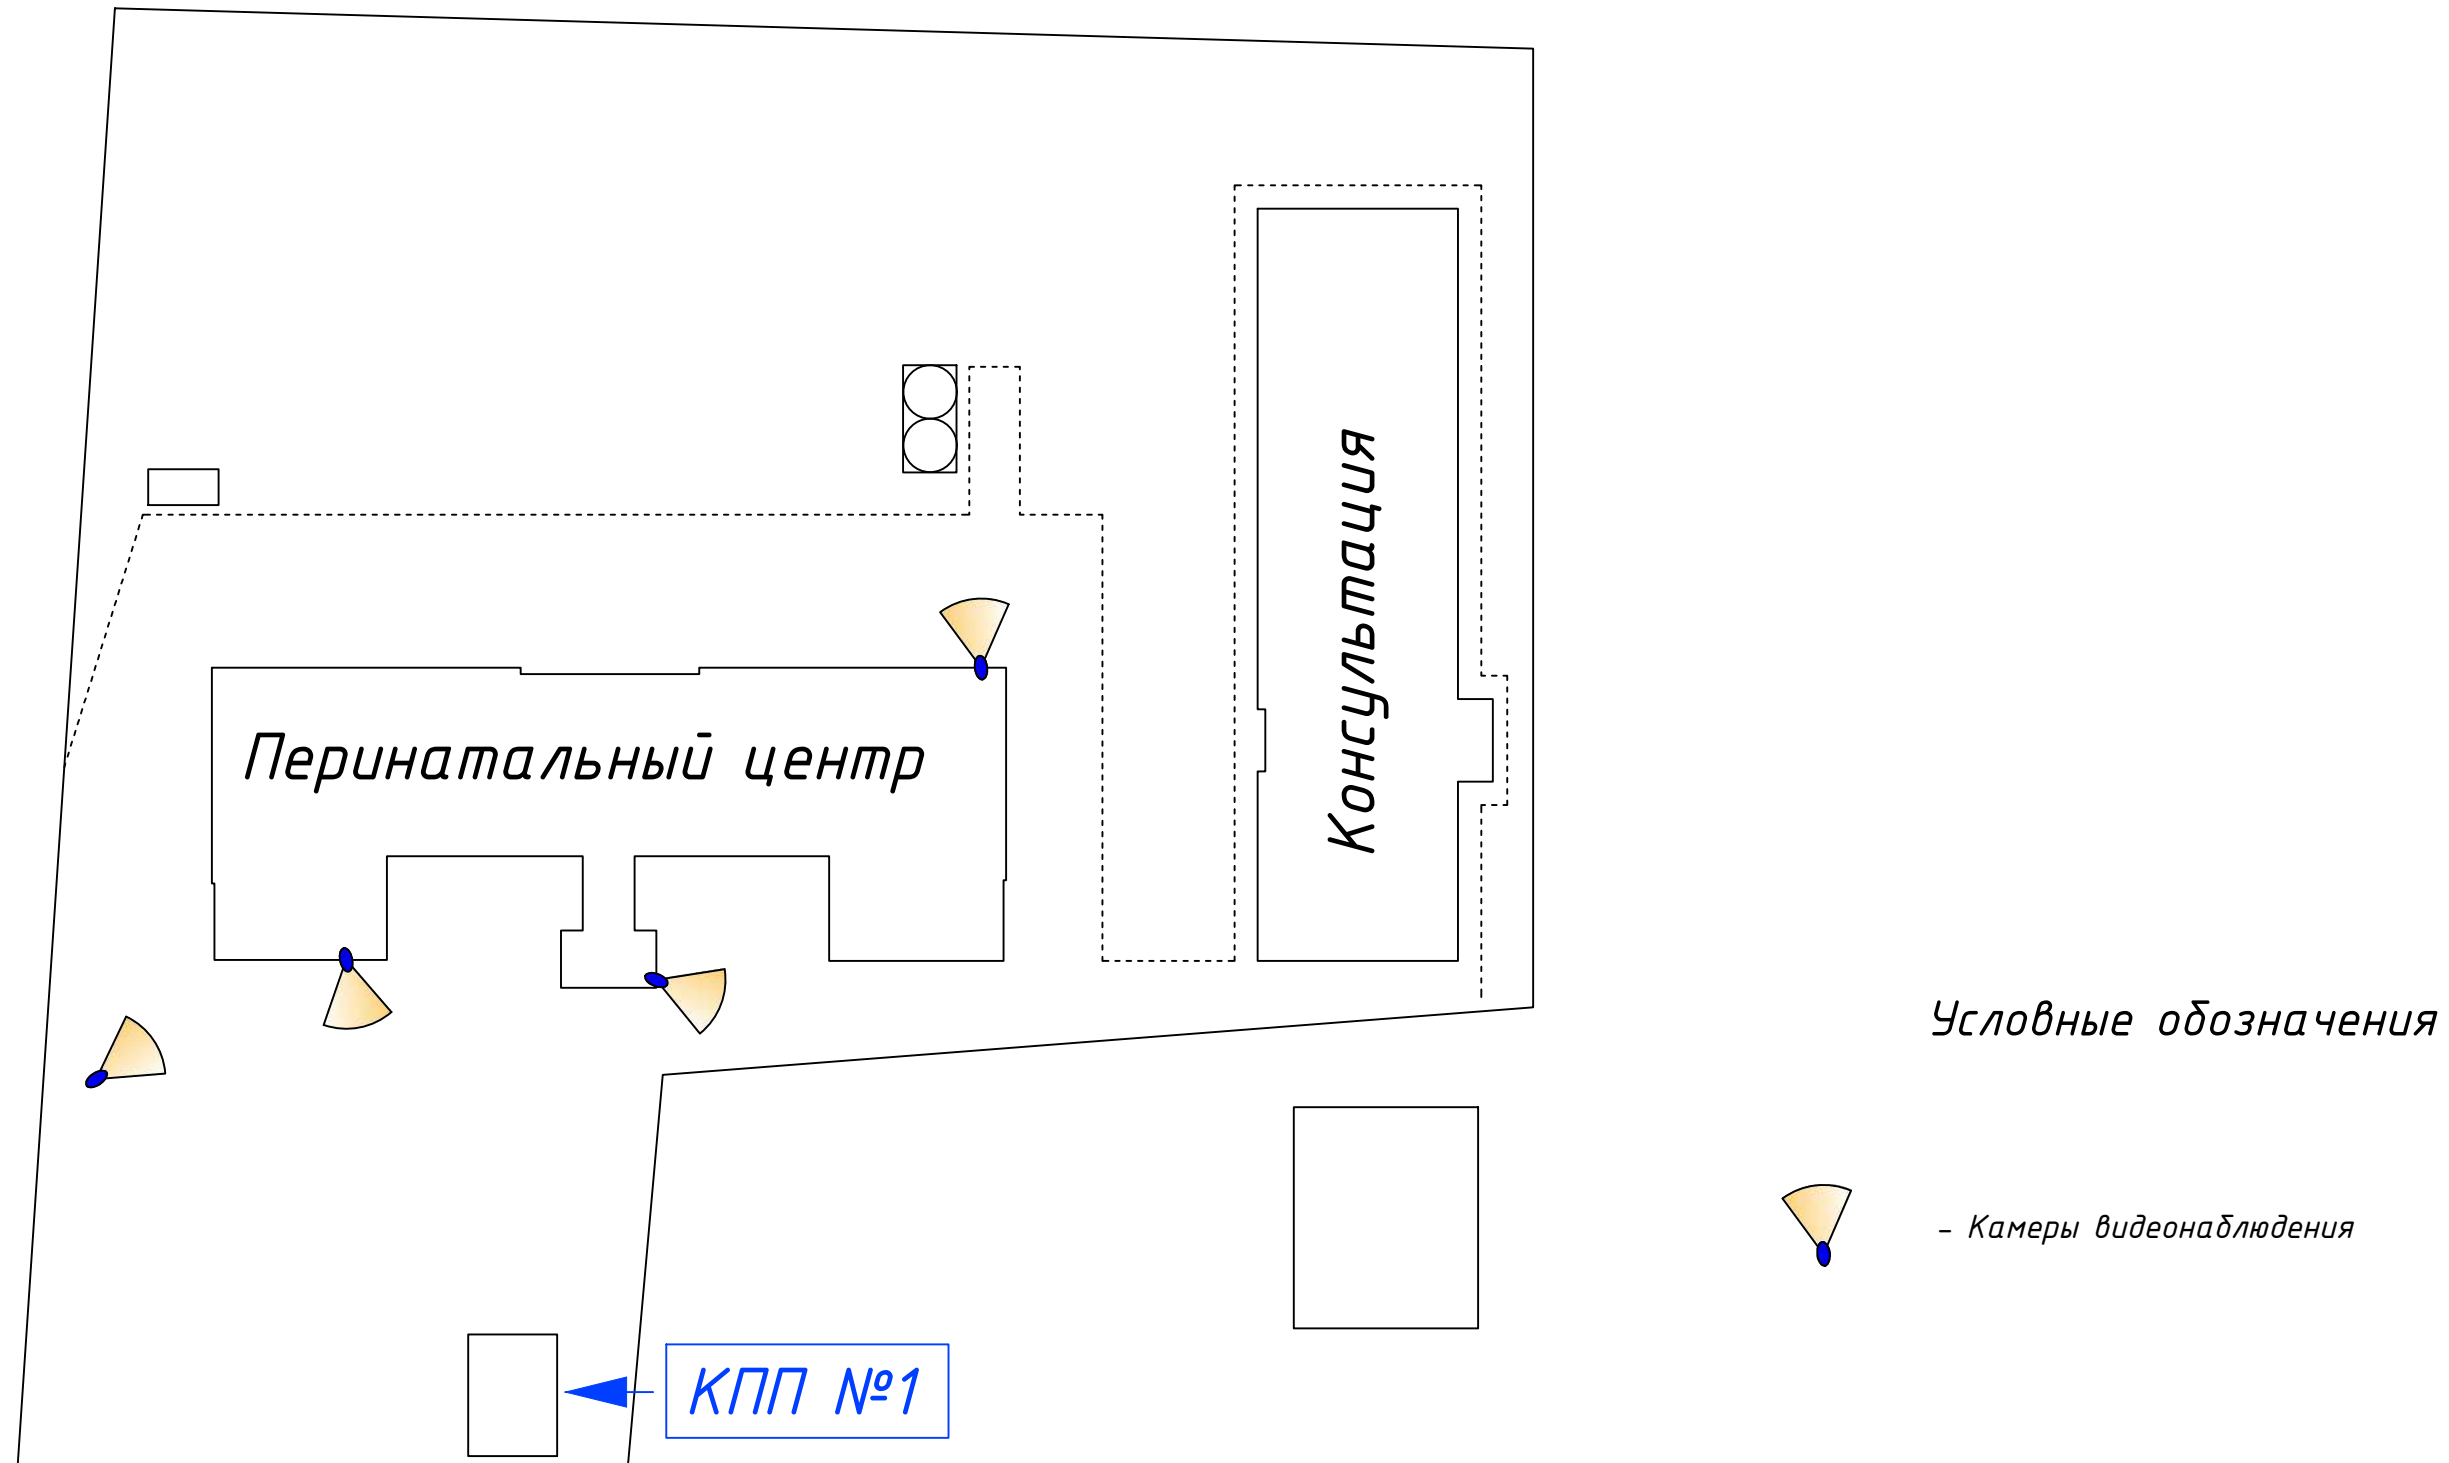 Консультация
Перинатальный центр
Условные обозначения
- Камеры видеонаблюдения
КПП №1